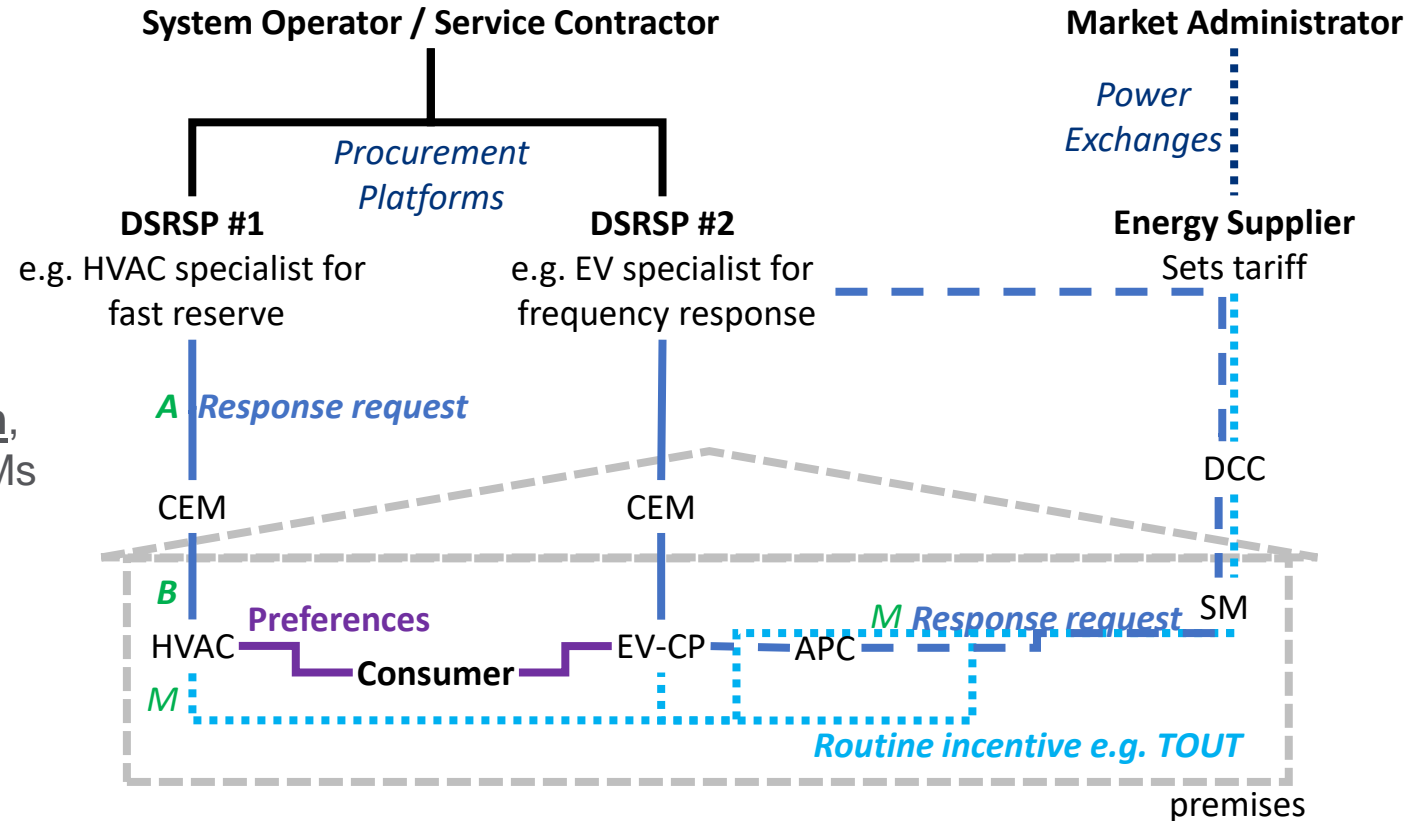 System Operator / Service Contractor
Market Administrator
Power
Exchanges
Procurement
Platforms
DSRSP #1
e.g. HVAC specialist for
fast reserve
DSRSP #2
e.g. EV specialist for
frequency response
Energy Supplier
Sets tariff
A Response request
Ms
DCC
CEM
CEM
B
SM
Preferences
M Response request
HVAC
EV-CP
APC
Consumer
M
Routine incentive e.g. TOUT
premises